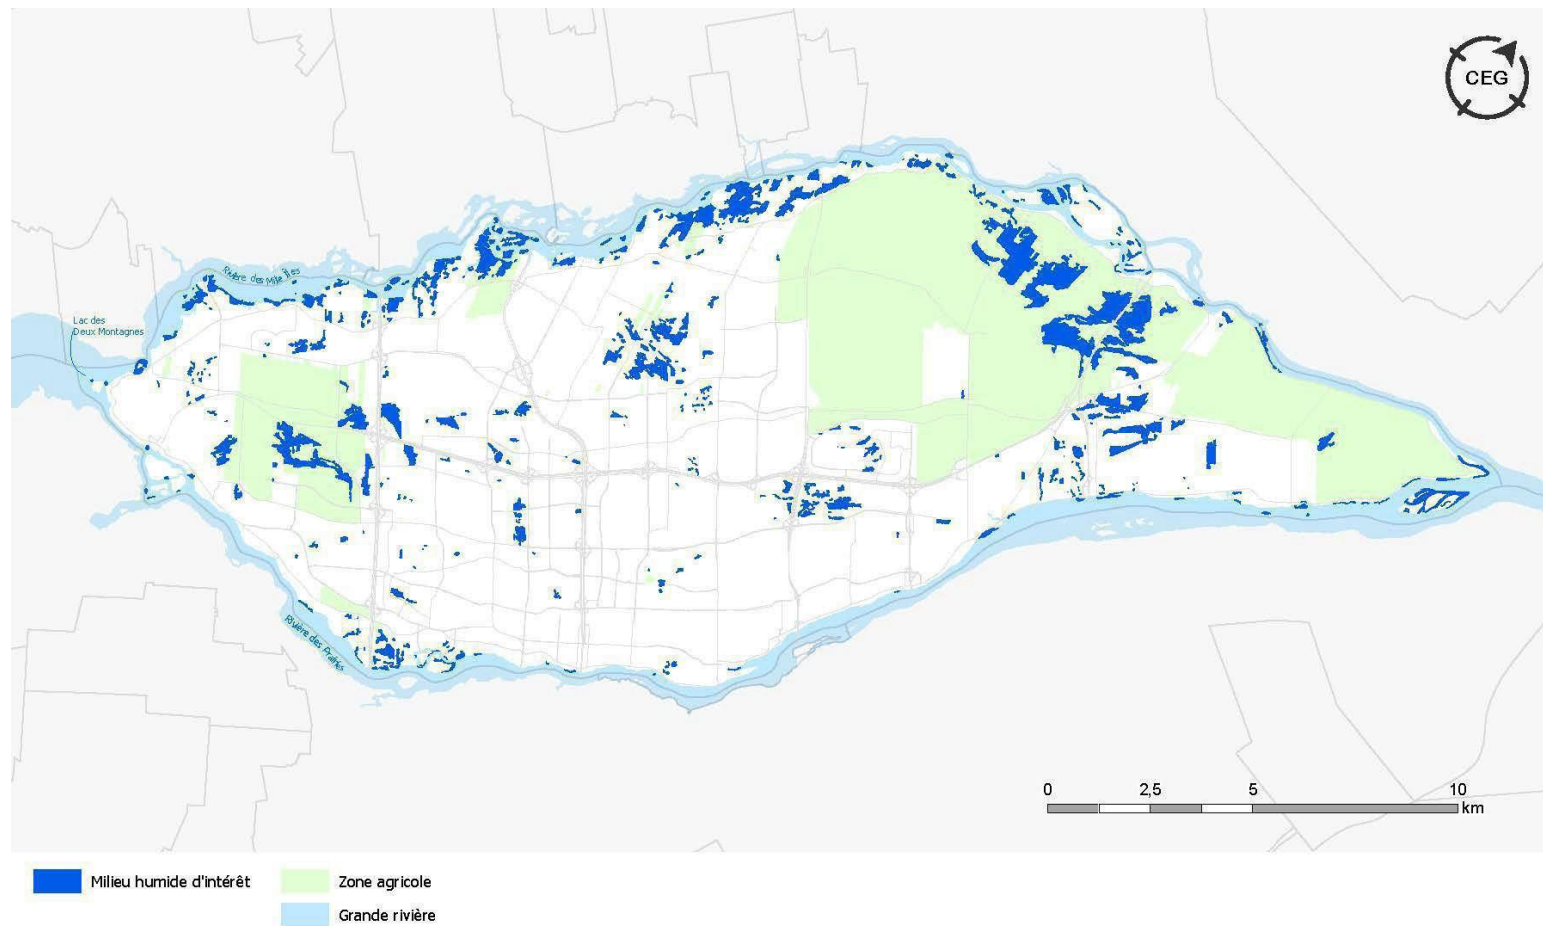 CEG
Rivière des Mille Îles
Lac des
Deux Montagnes
Rivière des Prairies
0 2,5 5 10
km
Milieu humide d'intérêt
Zone agricole
Grande rivière